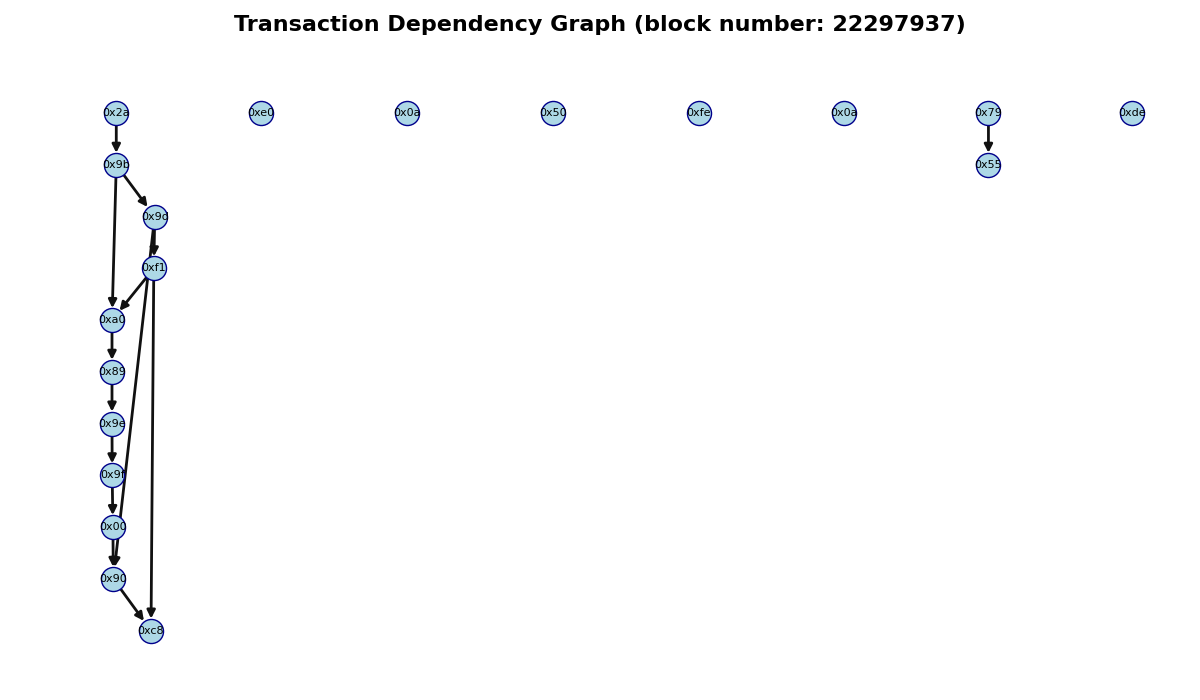 Transaction Dependency Graph (block number: 22297937)
0x2a 0xe0 0x0a 0x50 0xfe 0x0a 0x79 0xde
0x9b 0x55
0x9d
0xf1
0xa0
0x89
0x9e
0x9f
0x00
0x90
0xc8